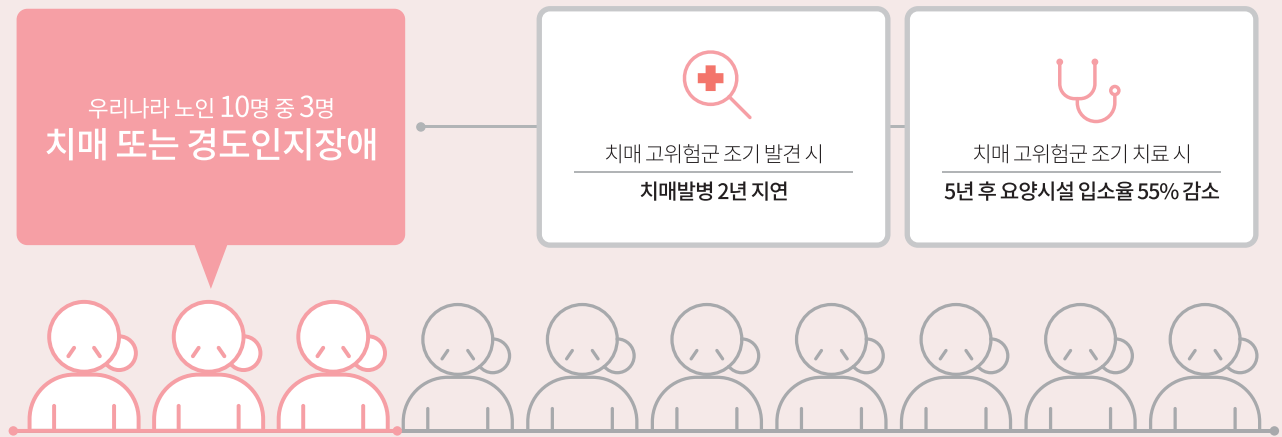 우리나라 노인 10명 중 3명
치매 또는 경도인지장애
치매 고위험군 조기 발견 시
치매발병 2년 지연
치매 고위험군 조기 치료 시
5년 후 요양시설 입소율 55% 감소